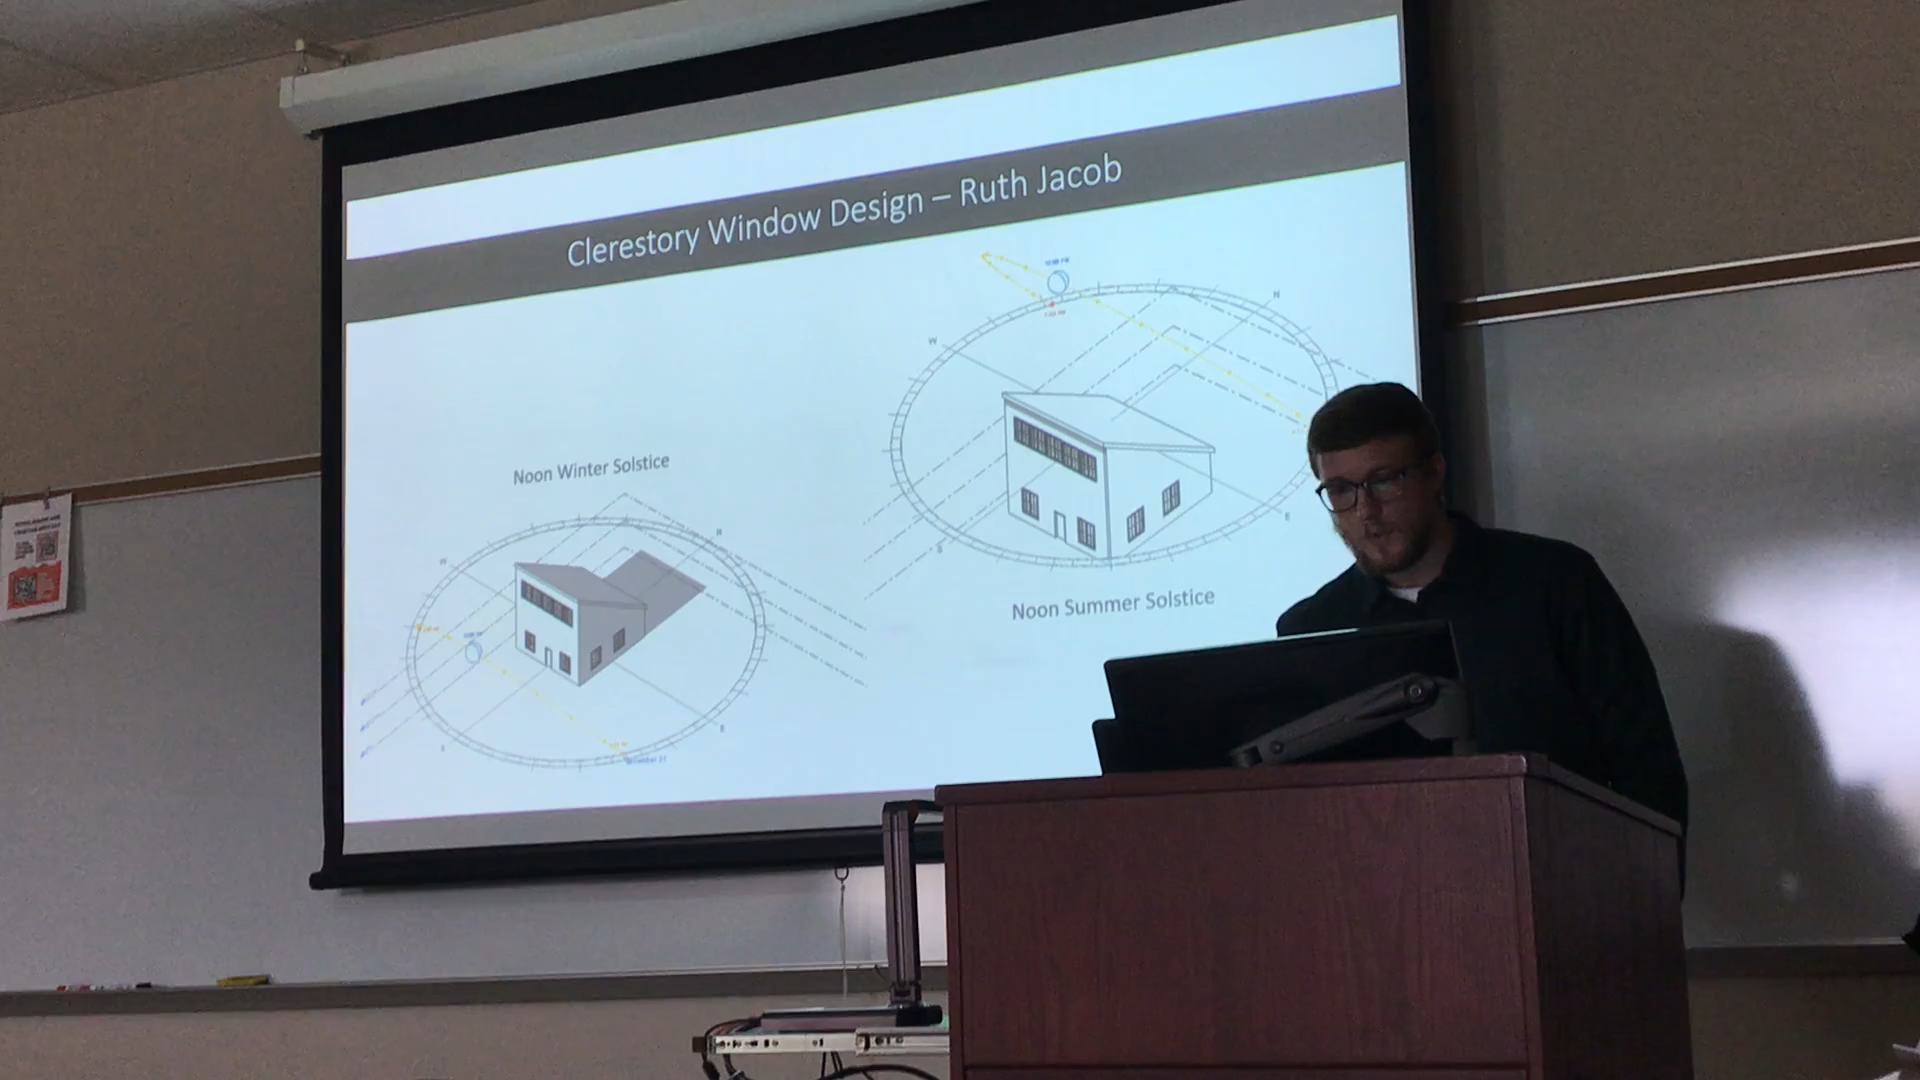 Clerestory Window Design – Ruth Jacob
Noon Winter Solstice
Noon Summer Solstice
N
W
S
E
N
W
S
E